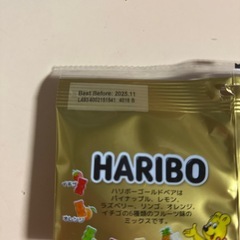 Best Before: 2025.11
HARIBO
ハリボーゴールドベアは
パイナップル、レモン、
ラズベリー、リンゴ、オレンジ、
イチゴの6種類のフルーツ味の
ミックスです。
イチゴ